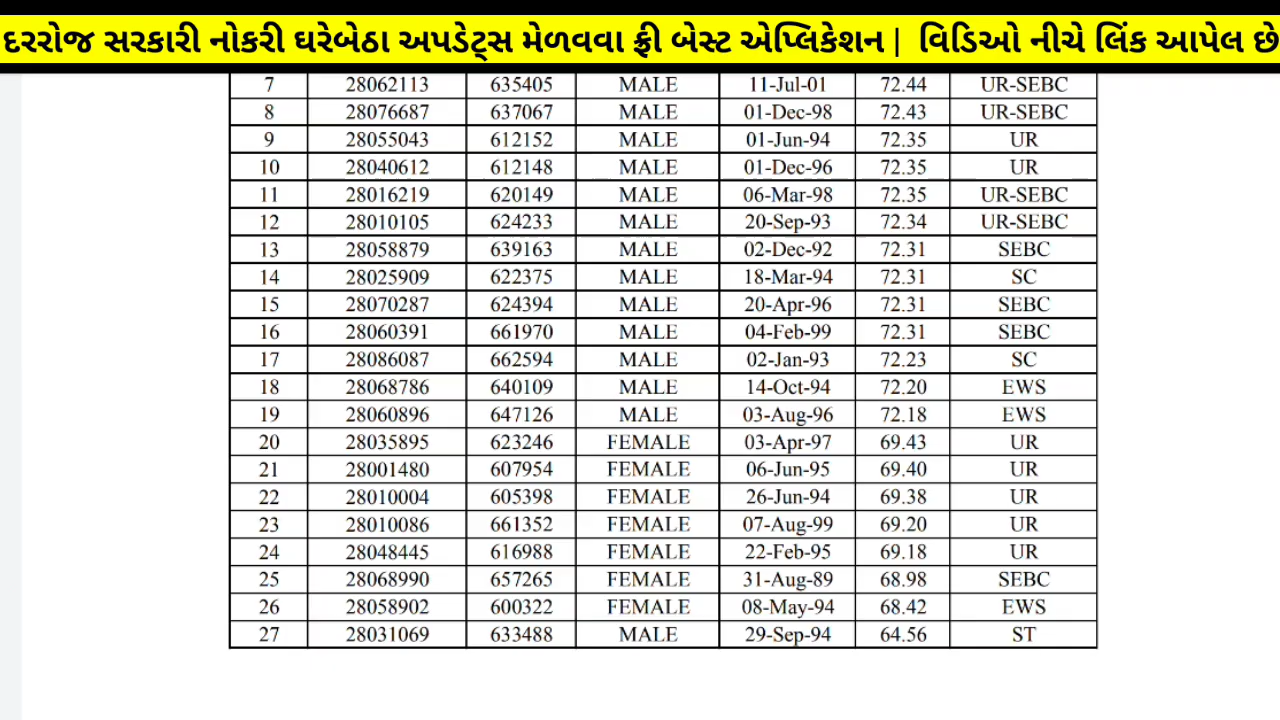 દરરોજ સરકારી નોકરી ઘરેબેઠા અપડેટ્સ મેળવવા ફ્રી બેસ્ટ એપ્લિકેશન | વિડિઓ નીચે લિંક આપેલ છે
7 28062113 635405 MALE 11-Jul-01 72.44 UR-SEBC
8 28076687 637067 MALE 01-Dec-98 72.43 UR-SEBC
9 28055043 612152 MALE 01-Jun-94 72.35 UR
10 28040612 612148 MALE 01-Dec-96 72.35 UR
11 28016219 620149 MALE 06-Mar-98 72.35 UR-SEBC
12 28010105 624233 MALE 20-Sep-93 72.34 UR-SEBC
13 28058879 639163 MALE 02-Dec-92 72.31 SEBC
14 28025909 622375 MALE 18-Mar-94 72.31 SC
15 28070287 624394 MALE 20-Apr-96 72.31 SEBC
16 28060391 661970 MALE 04-Feb-99 72.31 SEBC
17 28086087 662594 MALE 02-Jan-93 72.23 SC
18 28068786 640109 MALE 14-Oct-94 72.20 EWS
19 28060896 647126 MALE 03-Aug-96 72.18 EWS
20 28035895 623246 FEMALE 03-Apr-97 69.43 UR
21 28001480 607954 FEMALE 06-Jun-95 69.40 UR
22 28010004 605398 FEMALE 26-Jun-94 69.38 UR
23 28010086 661352 FEMALE 07-Aug-99 69.20 UR
24 28048445 616988 FEMALE 22-Feb-95 69.18 UR
25 28068990 657265 FEMALE 31-Aug-89 68.98 SEBC
26 28058902 600322 FEMALE 08-May-94 68.42 EWS
27 28031069 633488 MALE 29-Sep-94 64.56 ST